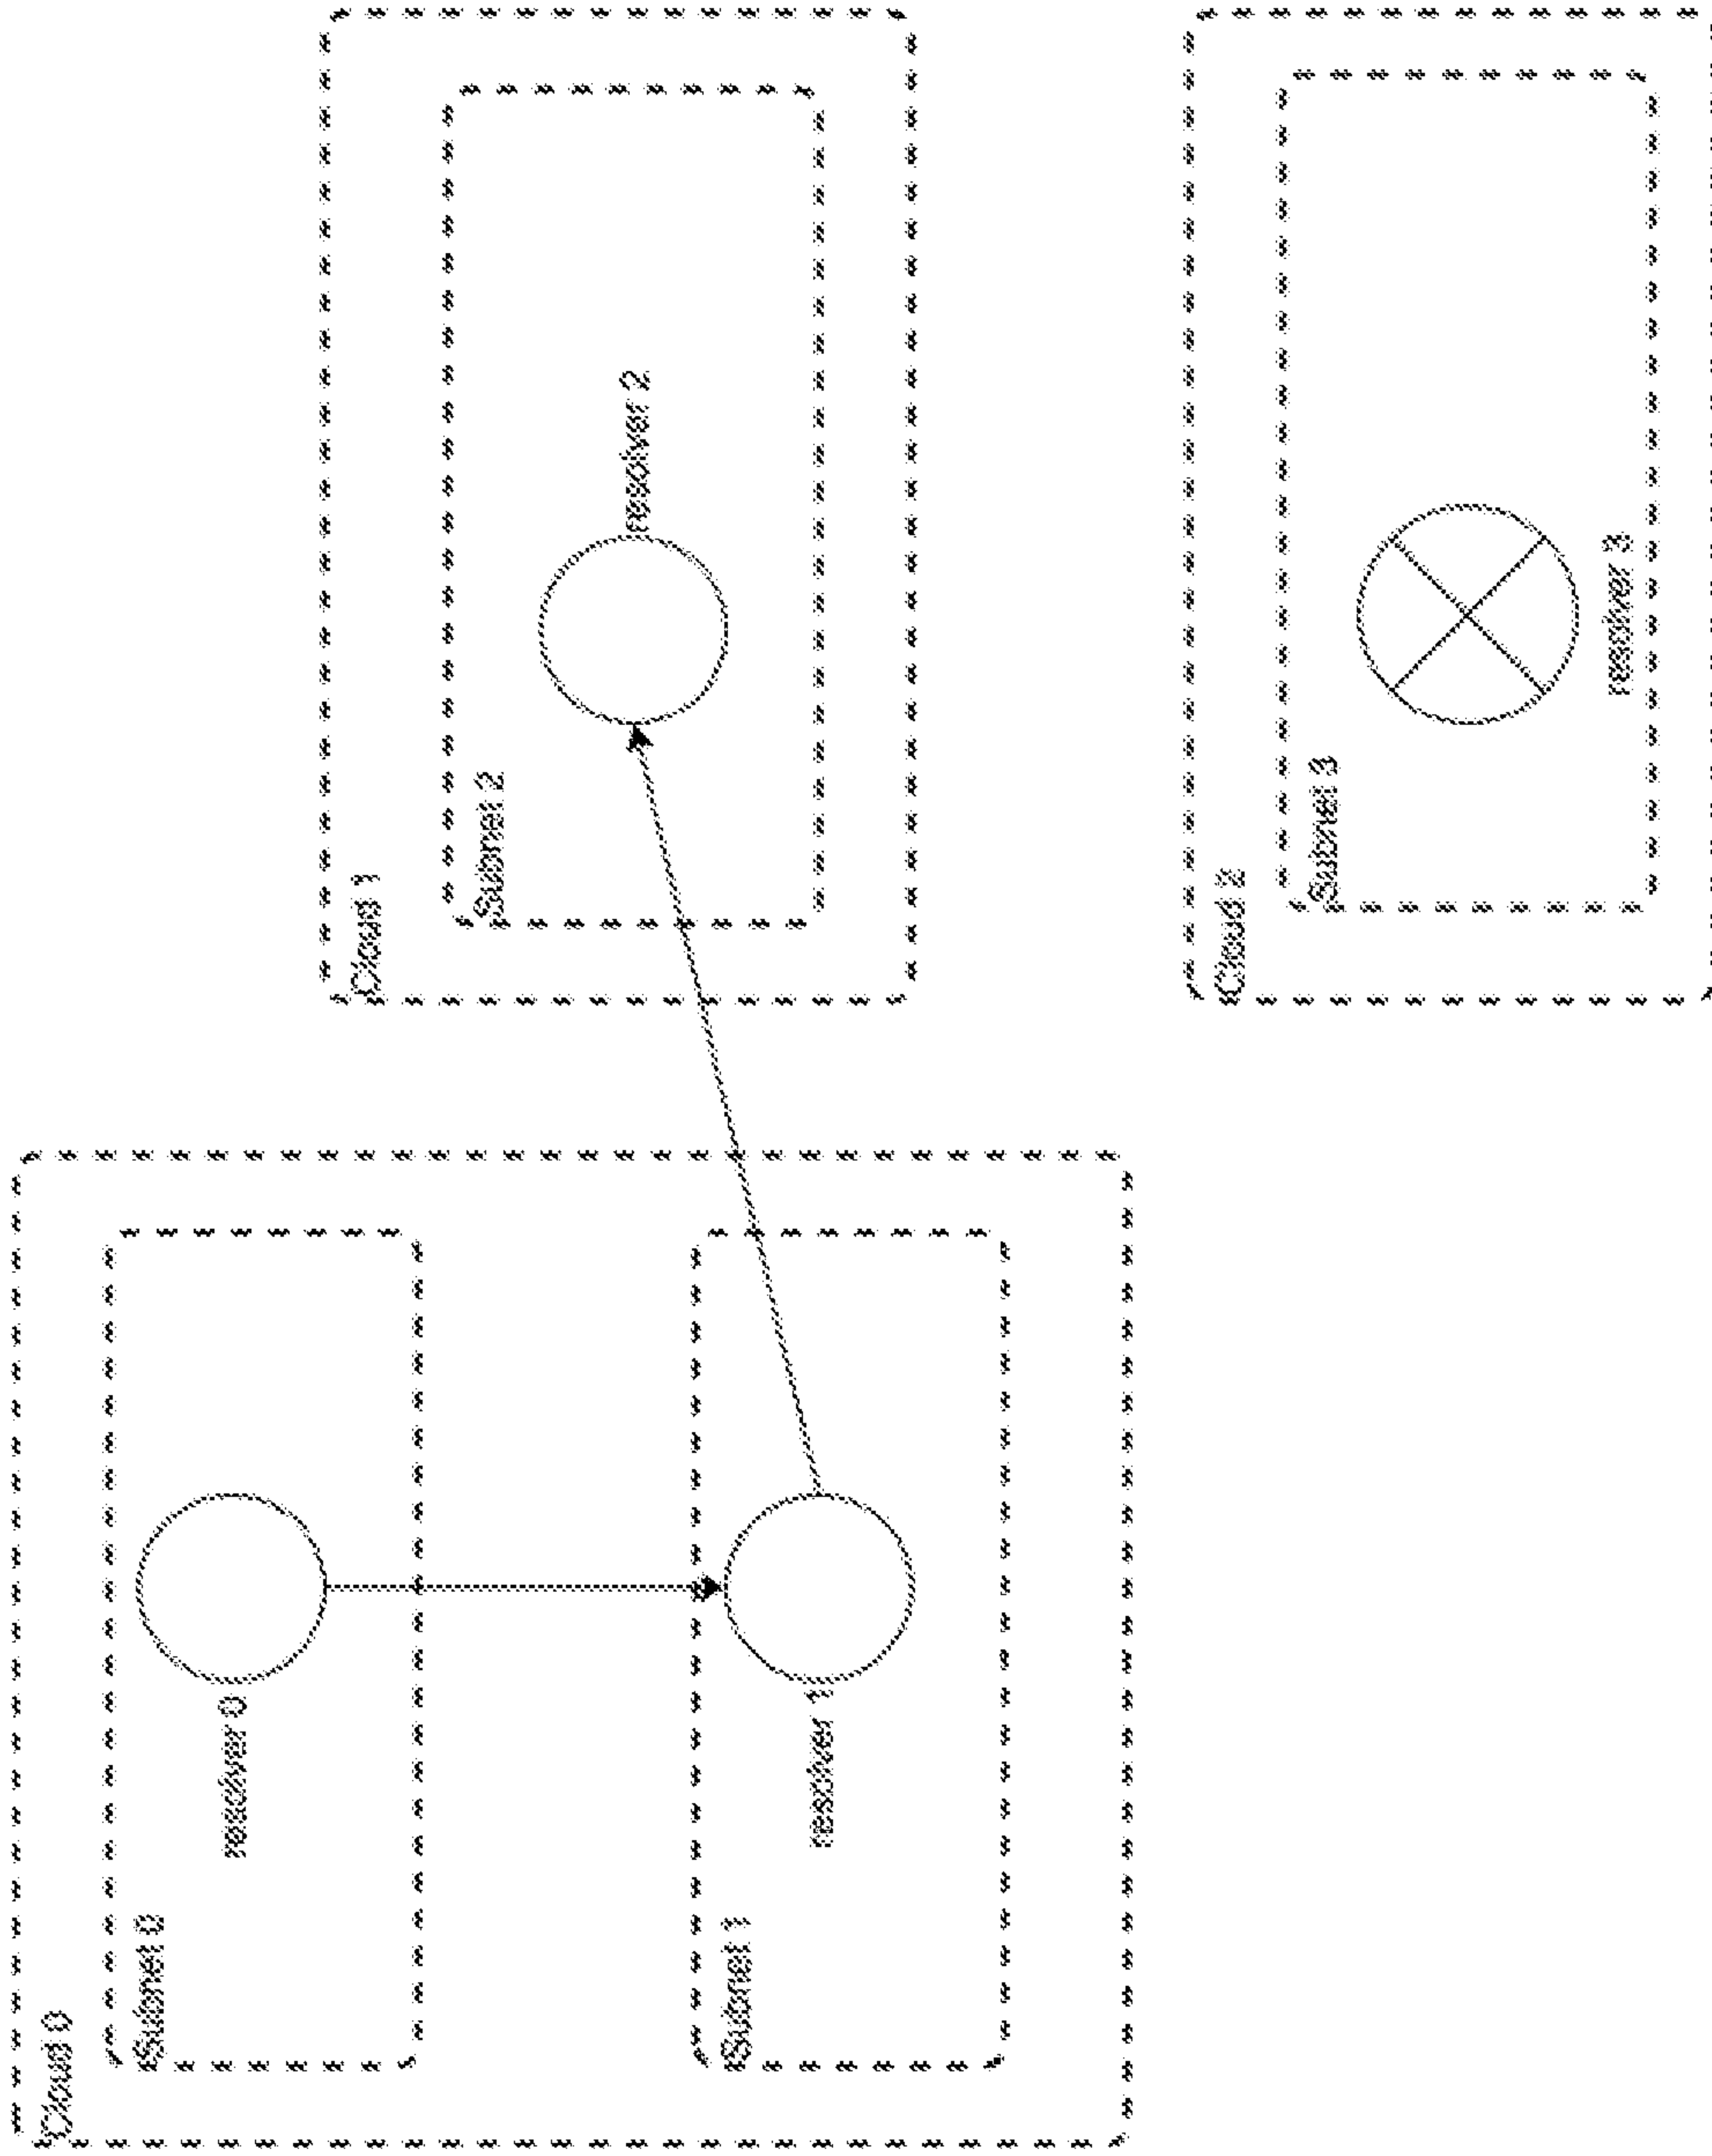 Cloud 0
Subnet 0
resolver 0
Subnet 1
resolver 1
Cloud 1
Subnet 2
resolver 2
Cloud 2
Subnet 3
resolver 3